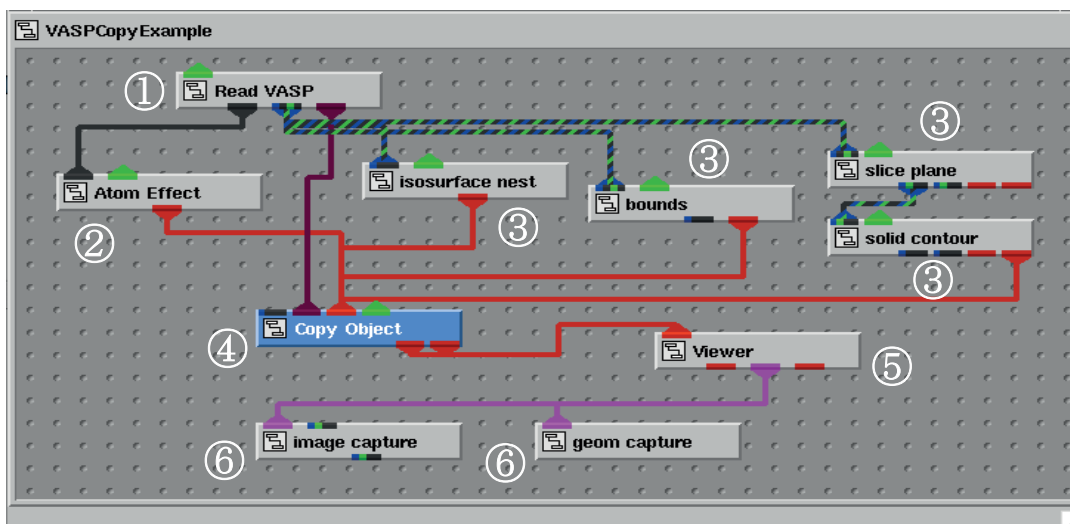 VASPCopyExample
① Read VASP
② Atom Effect
isosurface nest ③
③ bounds
③ slice plane
solid contour ③
④ Copy Object
Viewer ⑤
⑥ image capture
⑥ geom capture